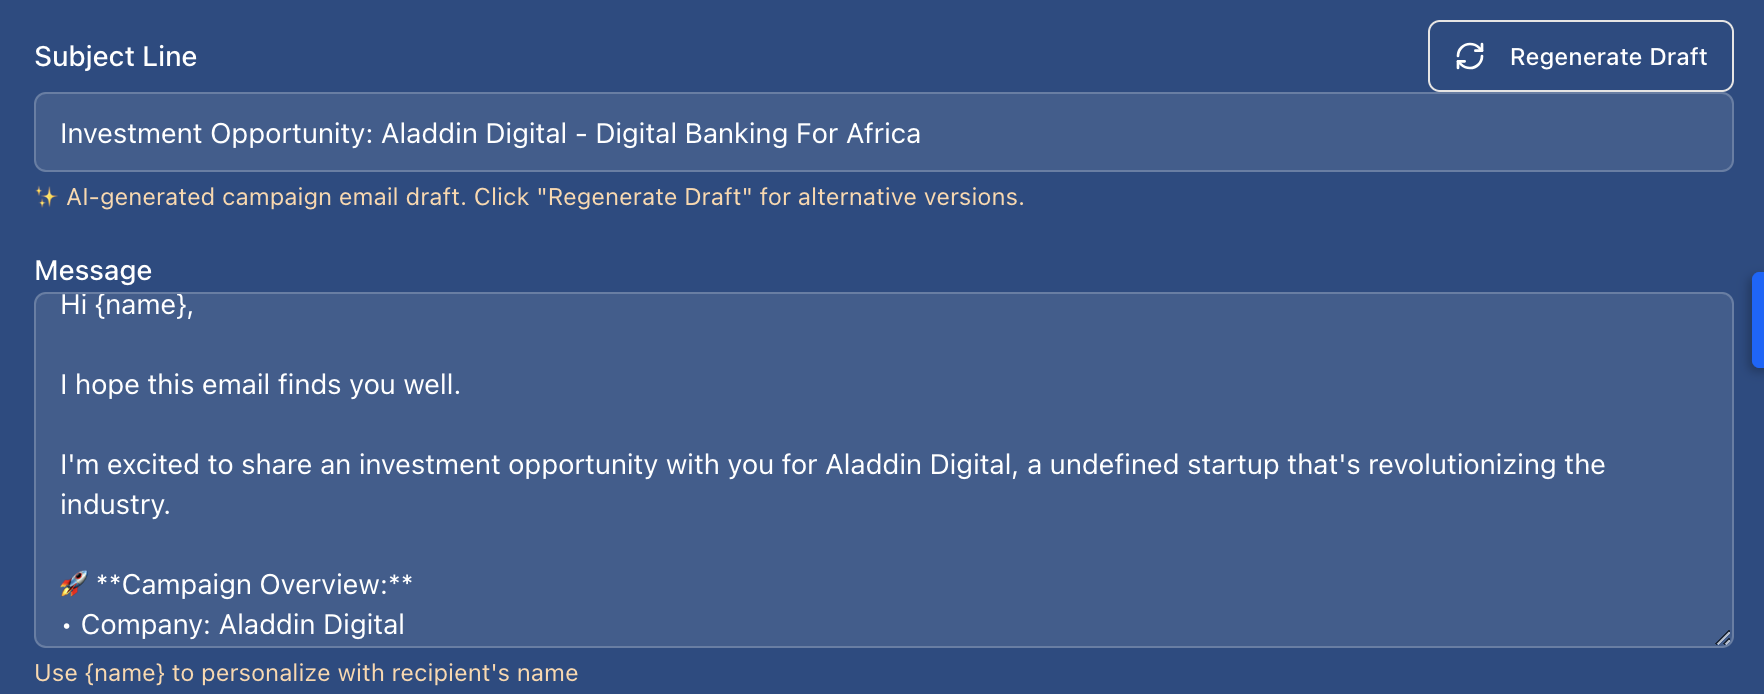 Subject Line
Regenerate Draft
Investment Opportunity: Aladdin Digital - Digital Banking For Africa
✨ AI-generated campaign email draft. Click "Regenerate Draft" for alternative versions.
Message
Hi {name},
I hope this email finds you well.
I'm excited to share an investment opportunity with you for Aladdin Digital, a undefined startup that's revolutionizing the
industry.
🚀 **Campaign Overview:**
• Company: Aladdin Digital
Use {name} to personalize with recipient's name